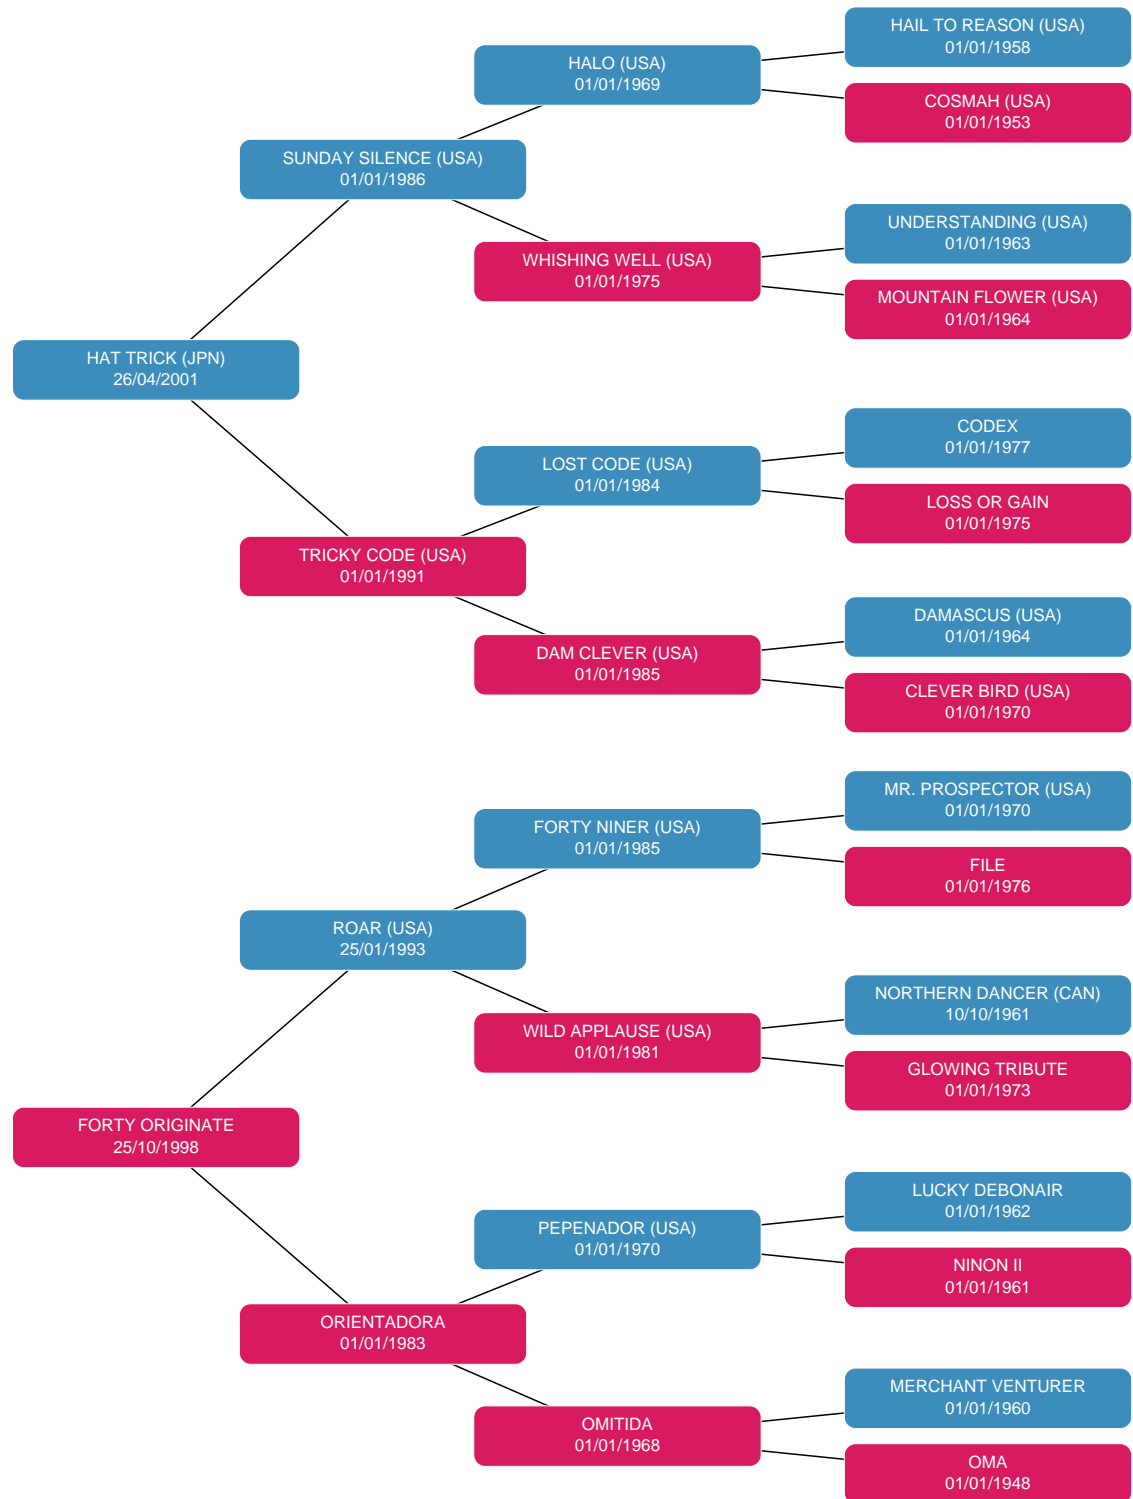 HAIL TO REASON (USA)
01/01/1958
HALO (USA)
01/01/1969
COSMAH (USA)
01/01/1953
SUNDAY SILENCE (USA)
01/01/1986
UNDERSTANDING (USA)
01/01/1963
WHISHING WELL (USA)
01/01/1975
MOUNTAIN FLOWER (USA)
01/01/1964
HAT TRICK (JPN)
26/04/2001
CODEX
01/01/1977
LOST CODE (USA)
01/01/1984
LOSS OR GAIN
01/01/1975
TRICKY CODE (USA)
01/01/1991
DAMASCUS (USA)
01/01/1964
DAM CLEVER (USA)
01/01/1985
CLEVER BIRD (USA)
01/01/1970
MR. PROSPECTOR (USA)
01/01/1970
FORTY NINER (USA)
01/01/1985
FILE
01/01/1976
ROAR (USA)
25/01/1993
NORTHERN DANCER (CAN)
10/10/1961
WILD APPLAUSE (USA)
01/01/1981
GLOWING TRIBUTE
01/01/1973
FORTY ORIGINATE
25/10/1998
LUCKY DEBONAIR
01/01/1962
PEPENADOR (USA)
01/01/1970
NINON II
01/01/1961
ORIENTADORA
01/01/1983
MERCHANT VENTURER
01/01/1960
OMITIDA
01/01/1968
OMA
01/01/1948